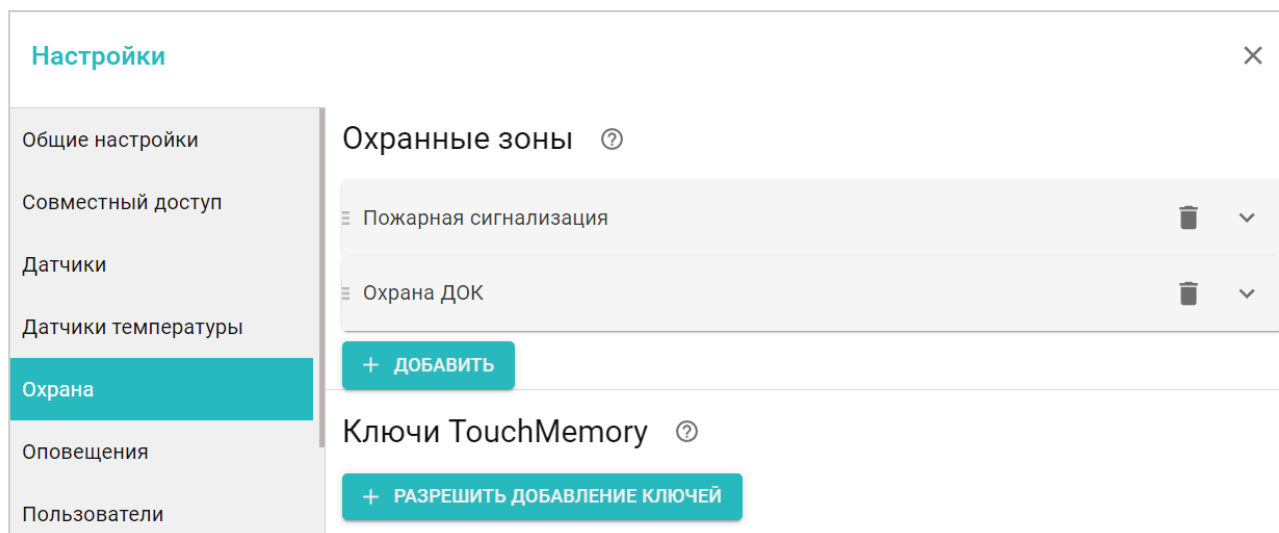 Настройки
Общие настройки
Совместный доступ
Датчики
Датчики температуры
Охрана
Оповещения
Пользователи
Охранные зоны
Пожарная сигнализация
Охрана ДОК
+ ДОБАВИТЬ
Ключи TouchMemory
+ РАЗРЕШИТЬ ДОБАВЛЕНИЕ КЛЮЧЕЙ